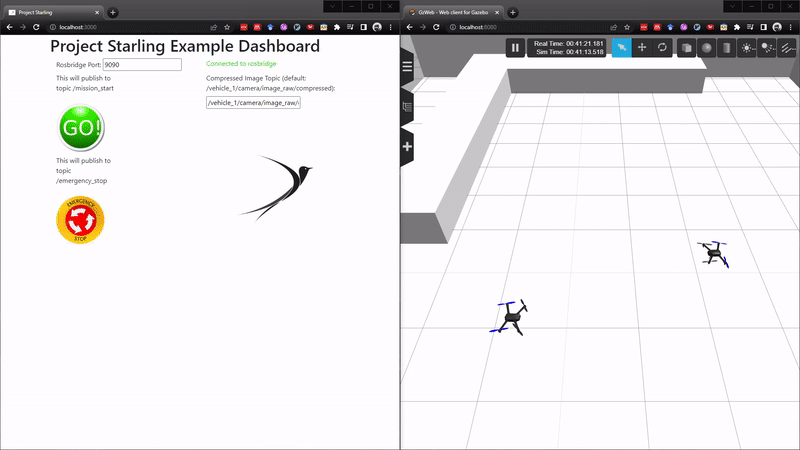 Project Starling
localhost:3000
Project Starling Example Dashboard
Rosbridge Port: 9090
This will publish to
topic /mission_start
GO!
This will publish to
topic
/emergency_stop
EMERGENCY
STOP
Connected to rosbridge
Compressed Image Topic (default:
/vehicle_1/camera/image_raw/compressed):
/vehicle_1/camera/image_raw/
GzWeb - Web client for Gazebo
localhost:8080
Real Time: 00:41:21.181
Sim Time: 00:41:13.518